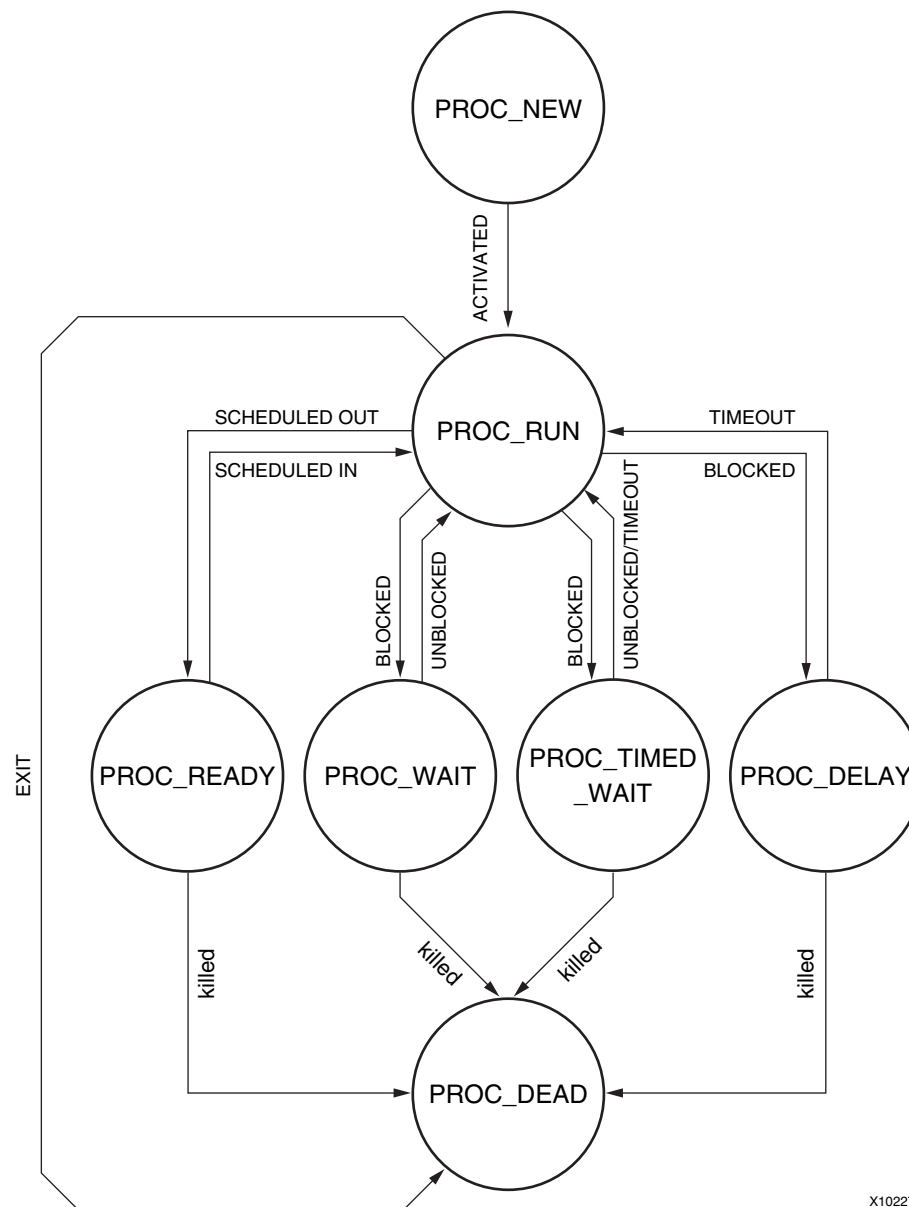 PROC_NEW
ACTIVATED
PROC_RUN
SCHEDULED OUT
SCHEDULED IN
TIMEOUT
BLOCKED
BLOCKED
UNBLOCKED
BLOCKED
UNBLOCKED/TIMEOUT
PROC_READY
PROC_WAIT
PROC_TIMED
_WAIT
PROC_DELAY
EXIT
killed
killed
killed
killed
PROC_DEAD
X1022